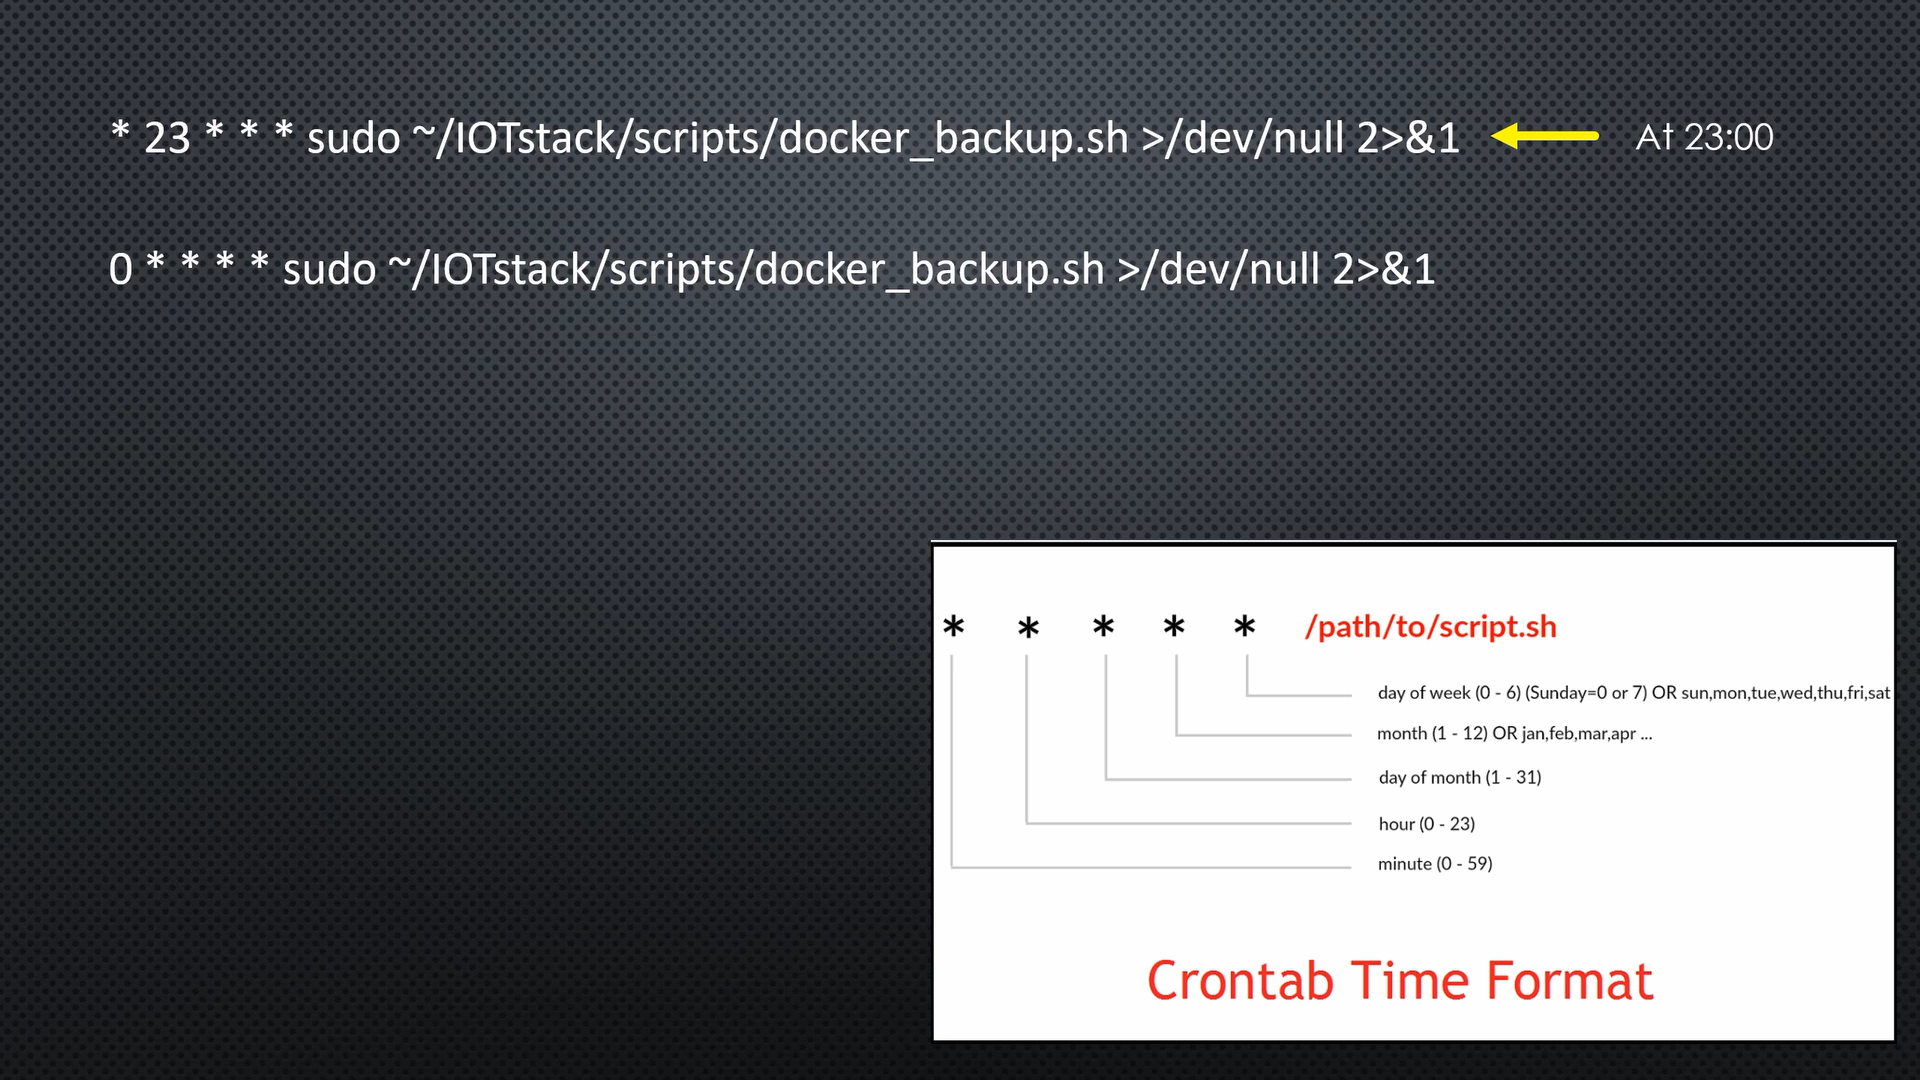 * 23 * * * sudo ~/IOTstack/scripts/docker_backup.sh >/dev/null 2>&1 At 23:00
0 * * * * sudo ~/IOTstack/scripts/docker_backup.sh >/dev/null 2>&1
* * * * * /path/to/script.sh
day of week (0 - 6) (Sunday=0 or 7) OR sun,mon,tue,wed,thu,fri,sat
month (1 - 12) OR jan,feb,mar,apr ...
day of month (1 - 31)
hour (0 - 23)
minute (0 - 59)
Crontab Time Format